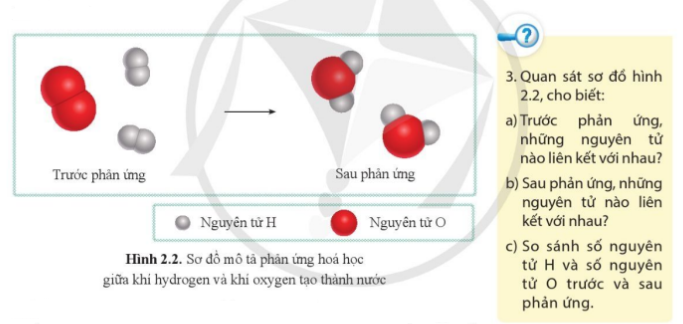 Trước phản ứng
Sau phản ứng
Nguyên tử H
Nguyên tử O
Hình 2.2. Sơ đồ mô tả phản ứng hoá học
giữa khí hydrogen và khí oxygen tạo thành nước
?
3. Quan sát sơ đồ hình
2.2, cho biết:
a) Trước phản ứng,
những nguyên tử
nào liên kết với nhau?
b) Sau phản ứng, những
nguyên tử nào liên
kết với nhau?
c) So sánh số nguyên
tử H và số nguyên
tử O trước và sau
phản ứng.